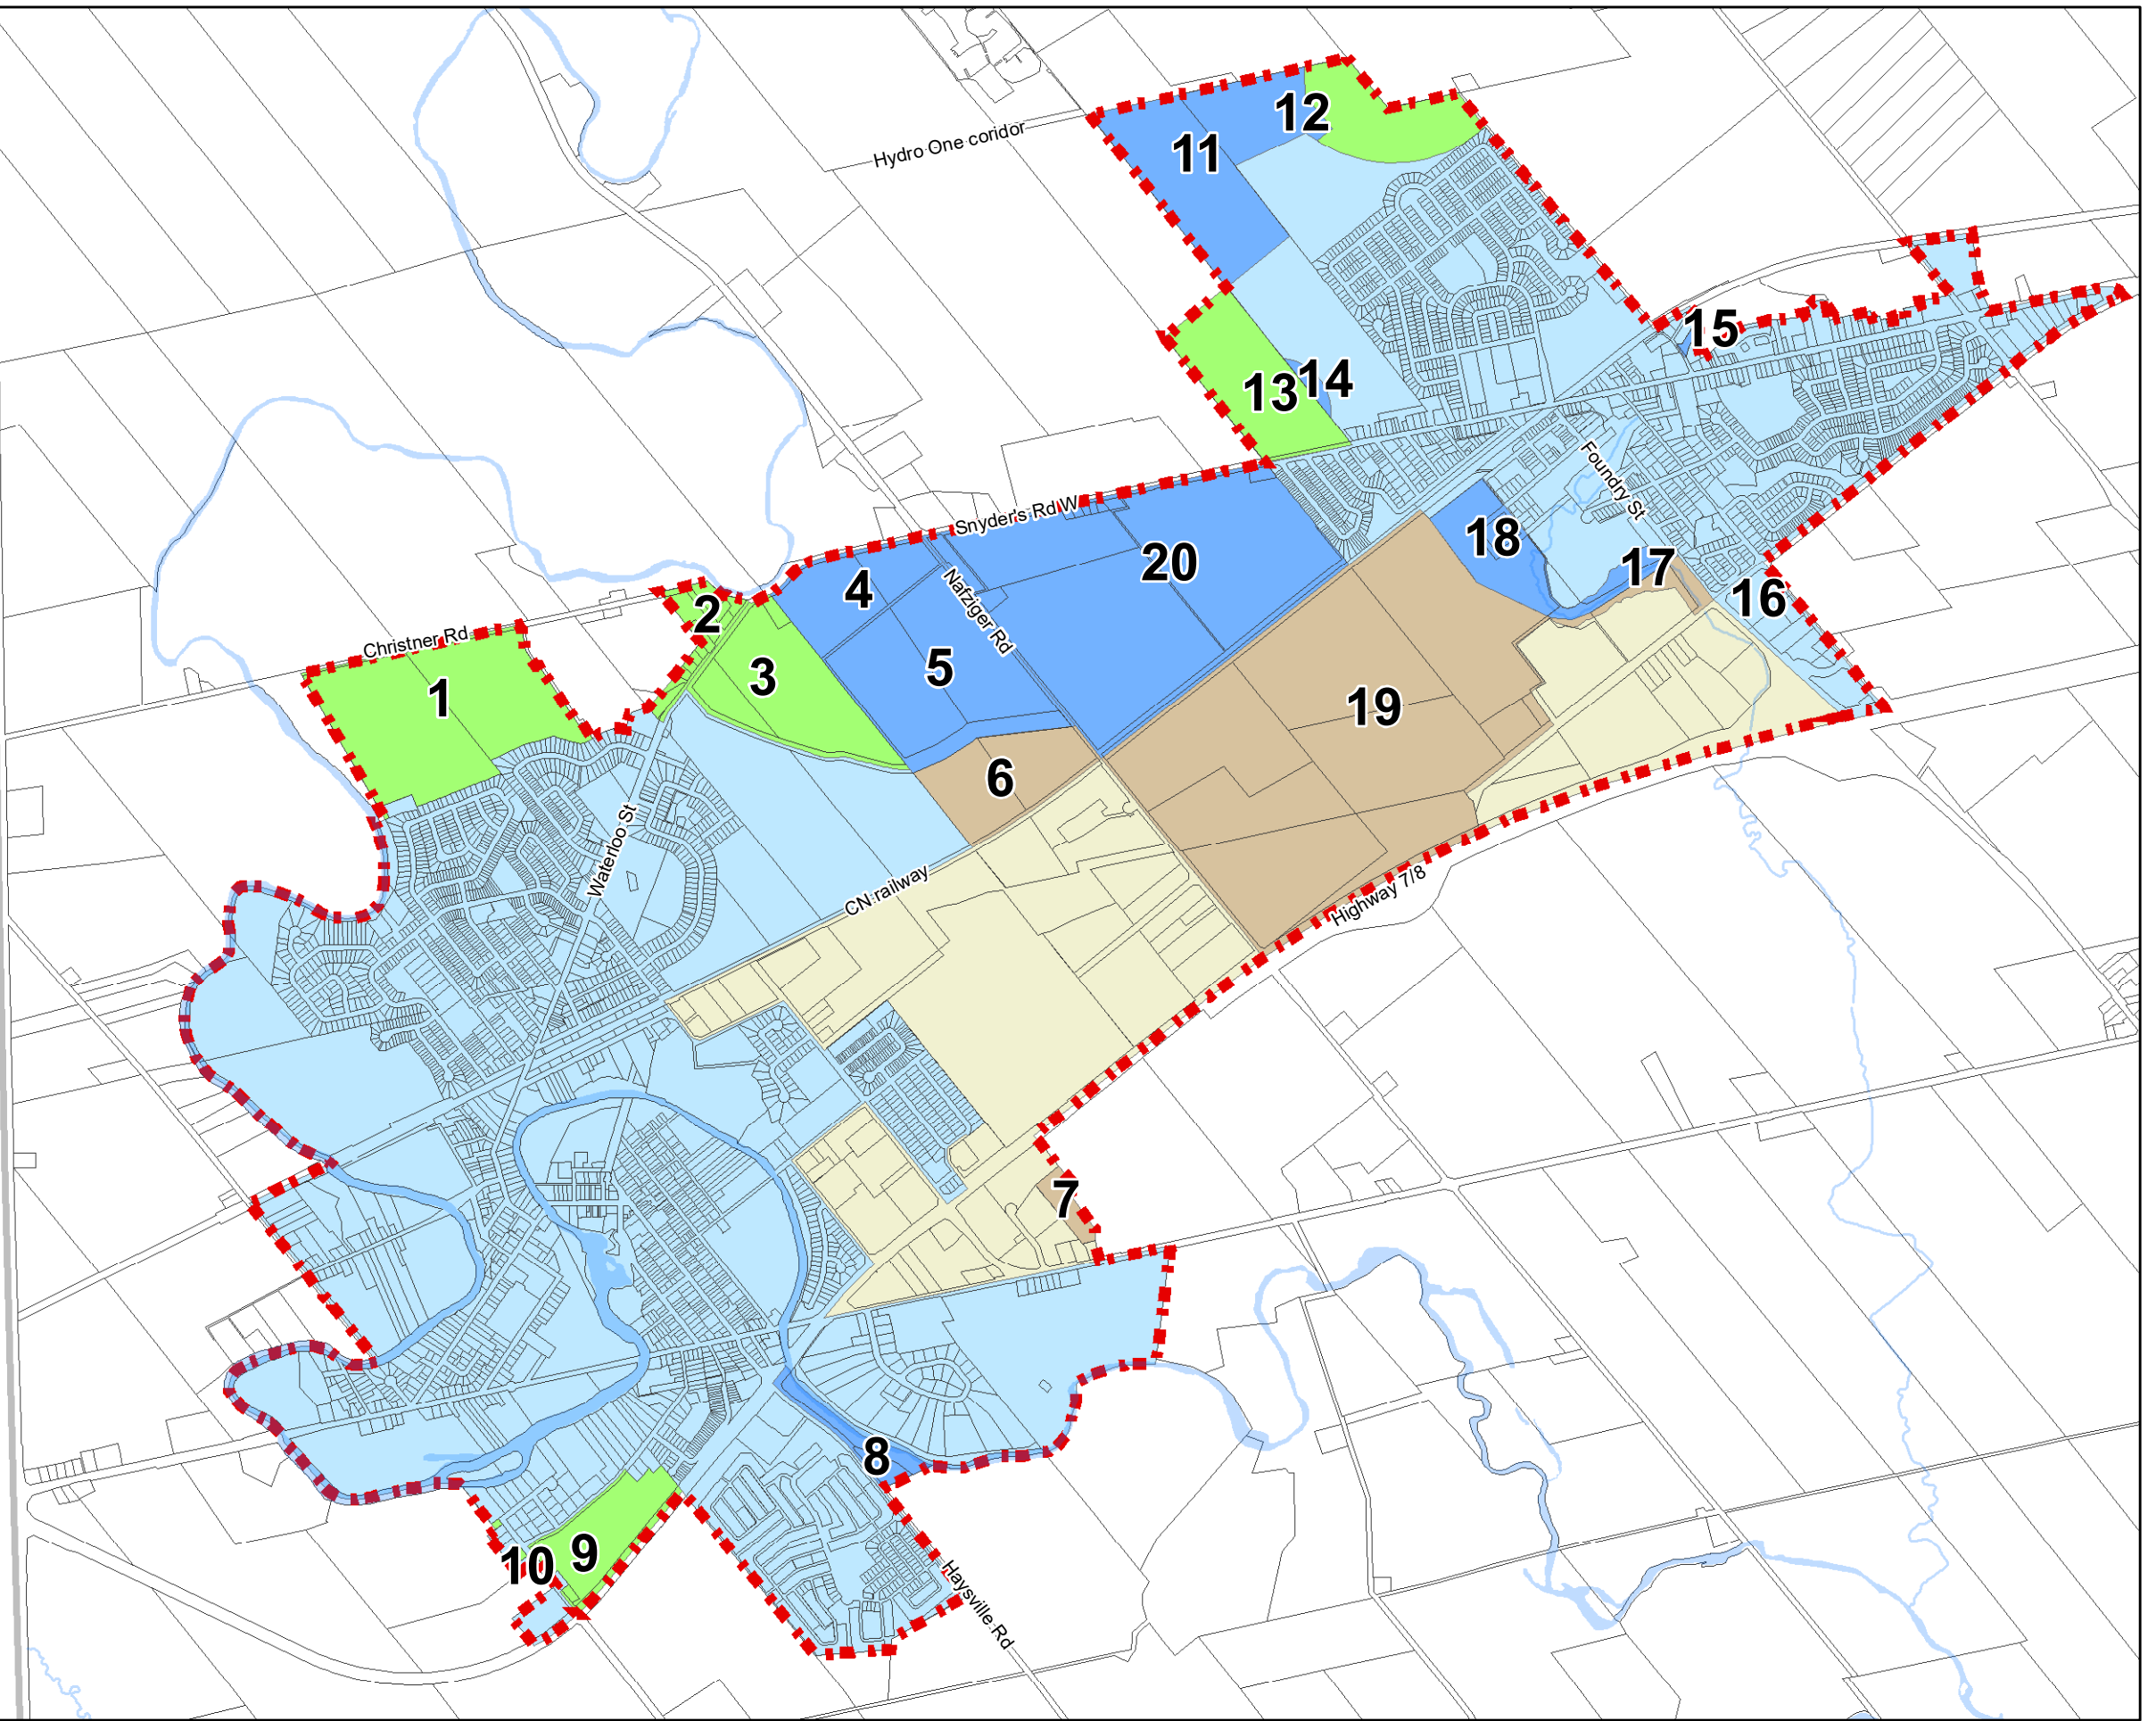 Hydro One coridor
12
11
15
13
14
Foundry St
Snyder's Rd W
18
20
17
4
Nafziger Rd
16
2
Christner Rd
3
5
1
19
6
Waterloo St
CN railway
Highway 7/8
7
8
10
9
Haysville Rd